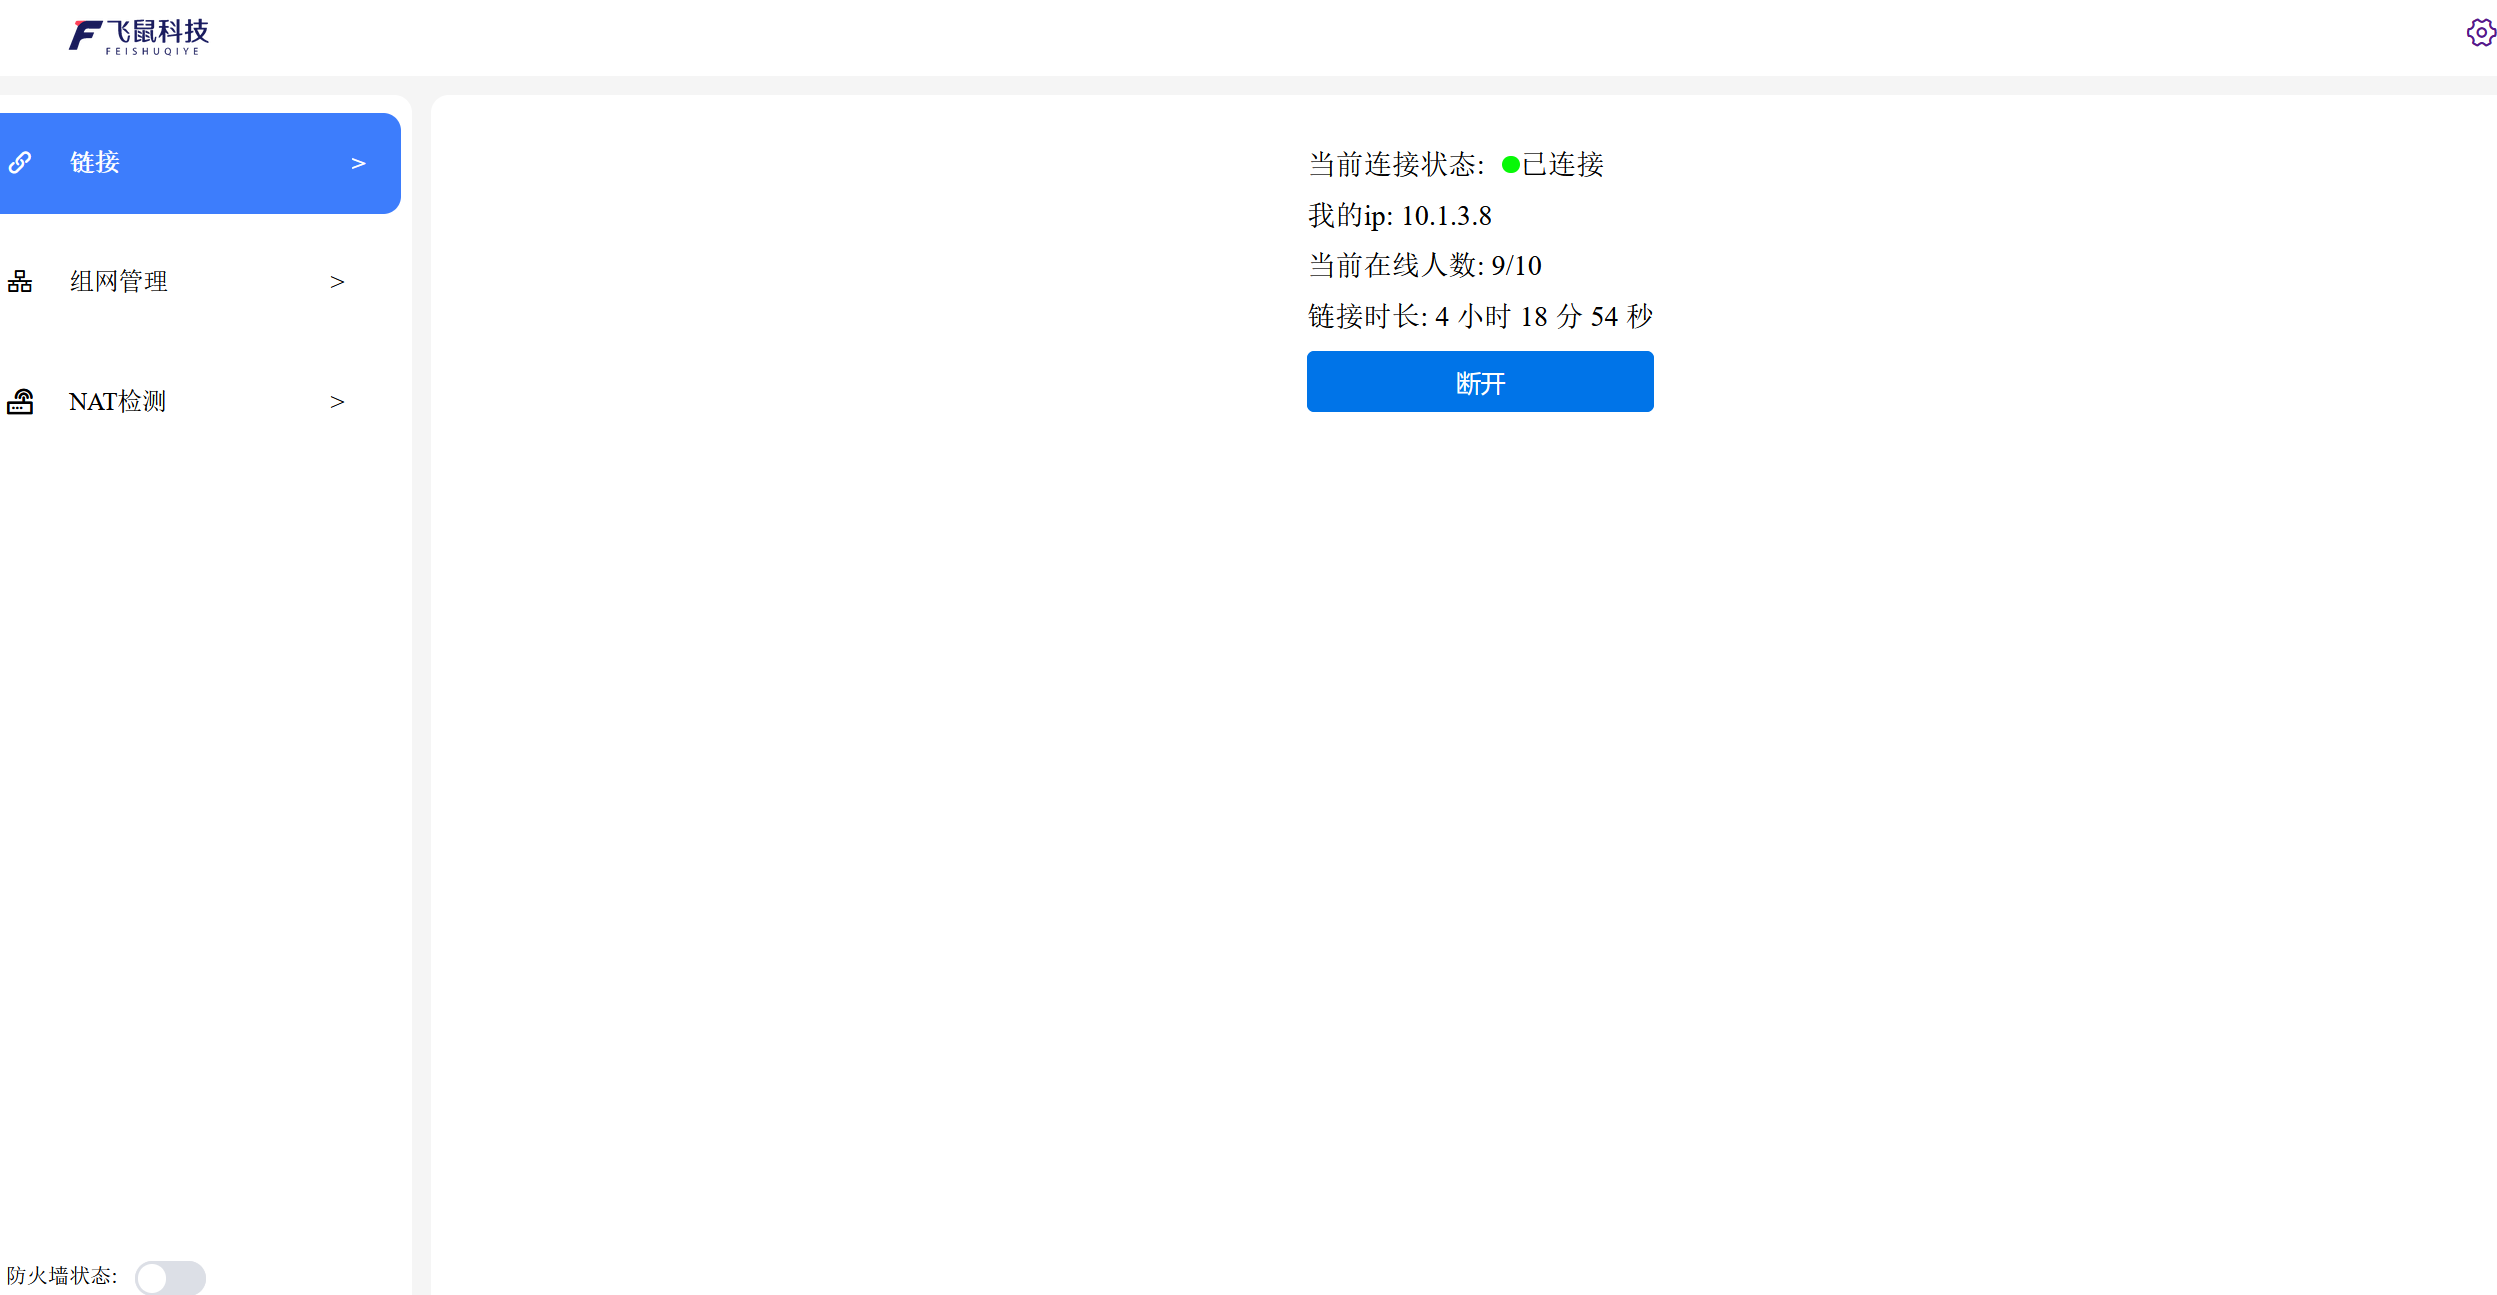 飞鼠科技
FEISHUQIYE
链接 >
组网管理 >
NAT检测 >
当前连接状态: 已连接
我的ip: 10.1.3.8
当前在线人数: 9/10
链接时长: 4 小时 18 分 54 秒
断开
防火墙状态: